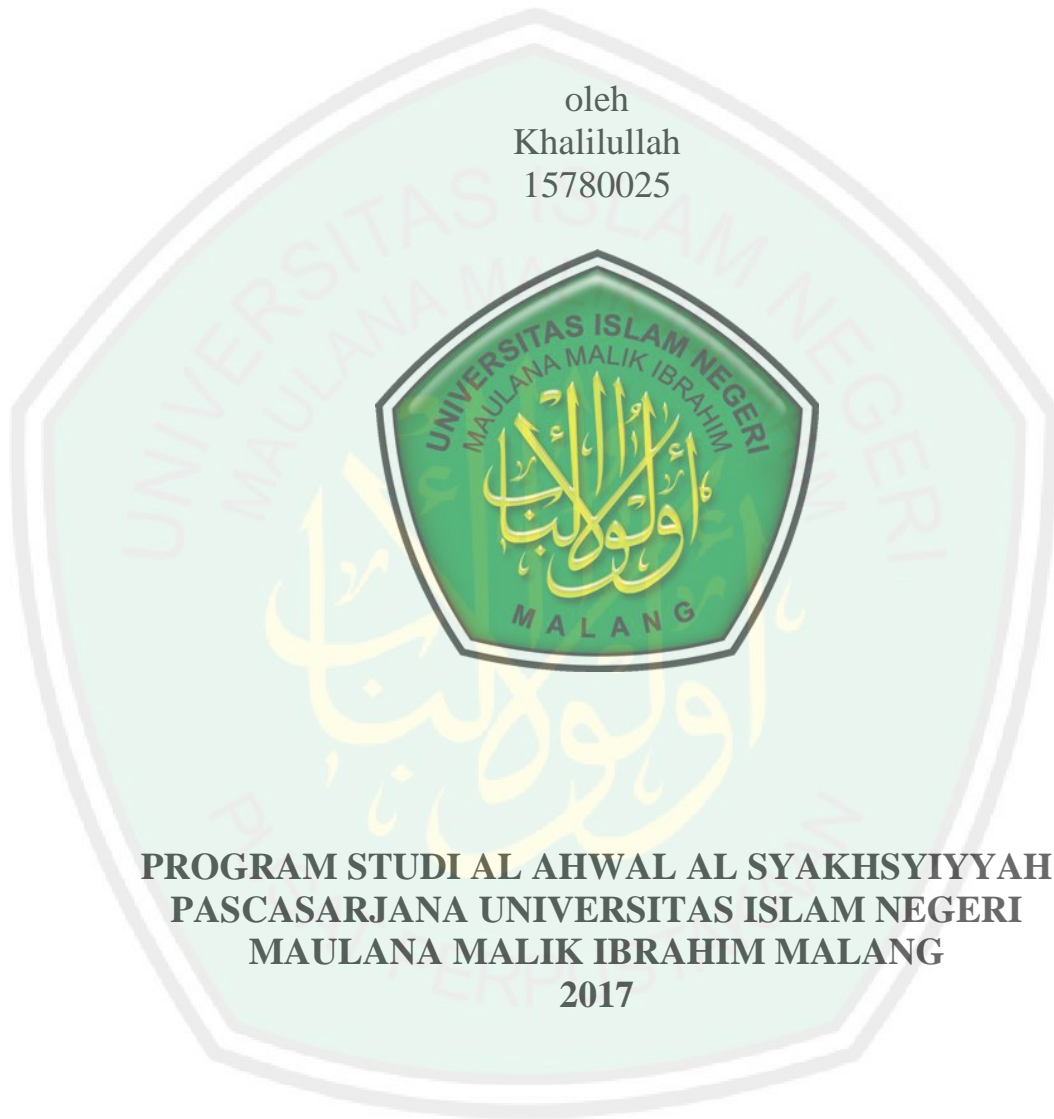 oleh
Khalilullah
15780025
UNIVERSITAS ISLAM NEGERI
MAULANA MALIK IBRAHIM
أولوا الألباب
MALANG
PROGRAM STUDI AL AHWAL AL SYAKHSYIYYAH
PASCASARJANA UNIVERSITAS ISLAM NEGERI
MAULANA MALIK IBRAHIM MALANG
2017